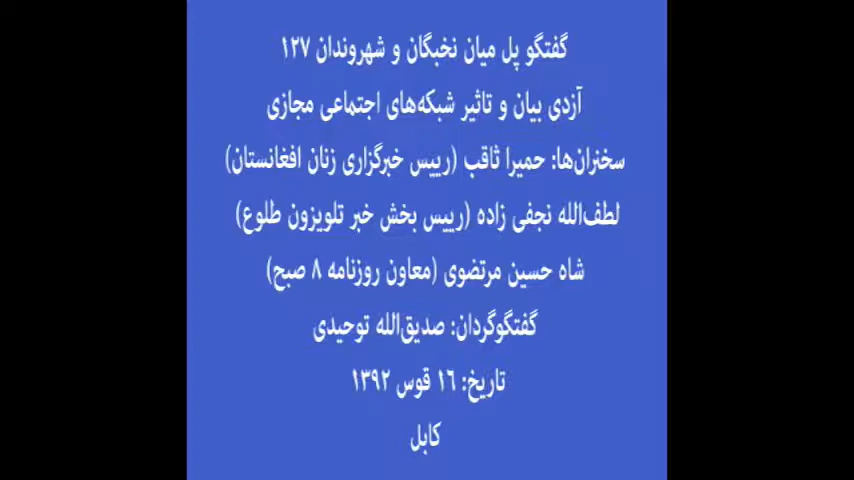 گفتگو پل میان نخبگان و شهروندان ۱۲۷
آزدی بیان و تاثیر شبکه‌های اجتماعی مجازی
سخنران‌ها: حمیرا ثاقب (رییس خبرگزاری زنان افغانستان)
لطف‌الله نجفی زاده (رییس بخش خبر تلویزون طلوع)
شاه حسین مرتضوی (معاون روزنامه ۸ صبح)
گفتگوگردان: صدیق‌الله توحیدی
تاریخ: ۱۶ قوس ۱۳۹۲
کابل